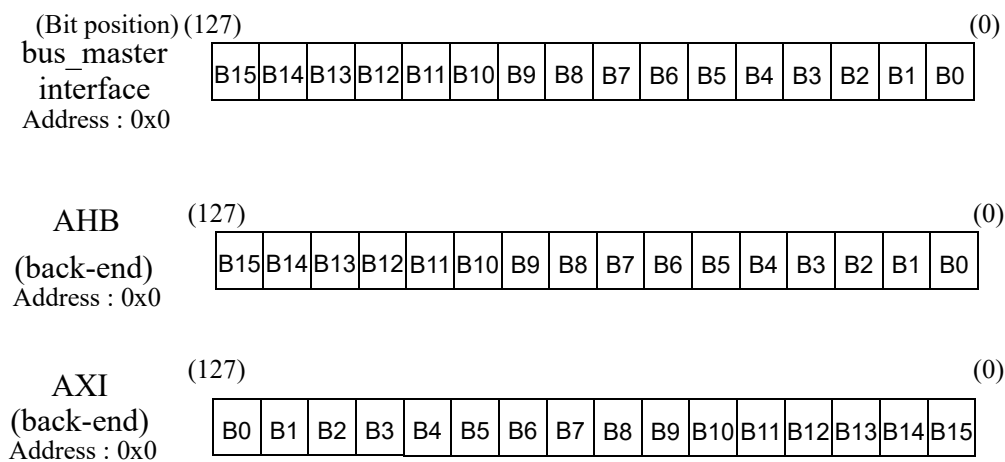 (Bit position) (127) (0)
bus_master
interface
Address : 0x0
B15 B14 B13 B12 B11 B10 B9 B8 B7 B6 B5 B4 B3 B2 B1 B0
AHB (127) (0)
(back-end)
Address : 0x0
B15 B14 B13 B12 B11 B10 B9 B8 B7 B6 B5 B4 B3 B2 B1 B0
AXI (127) (0)
(back-end)
Address : 0x0
B0 B1 B2 B3 B4 B5 B6 B7 B8 B9 B10 B11 B12 B13 B14 B15